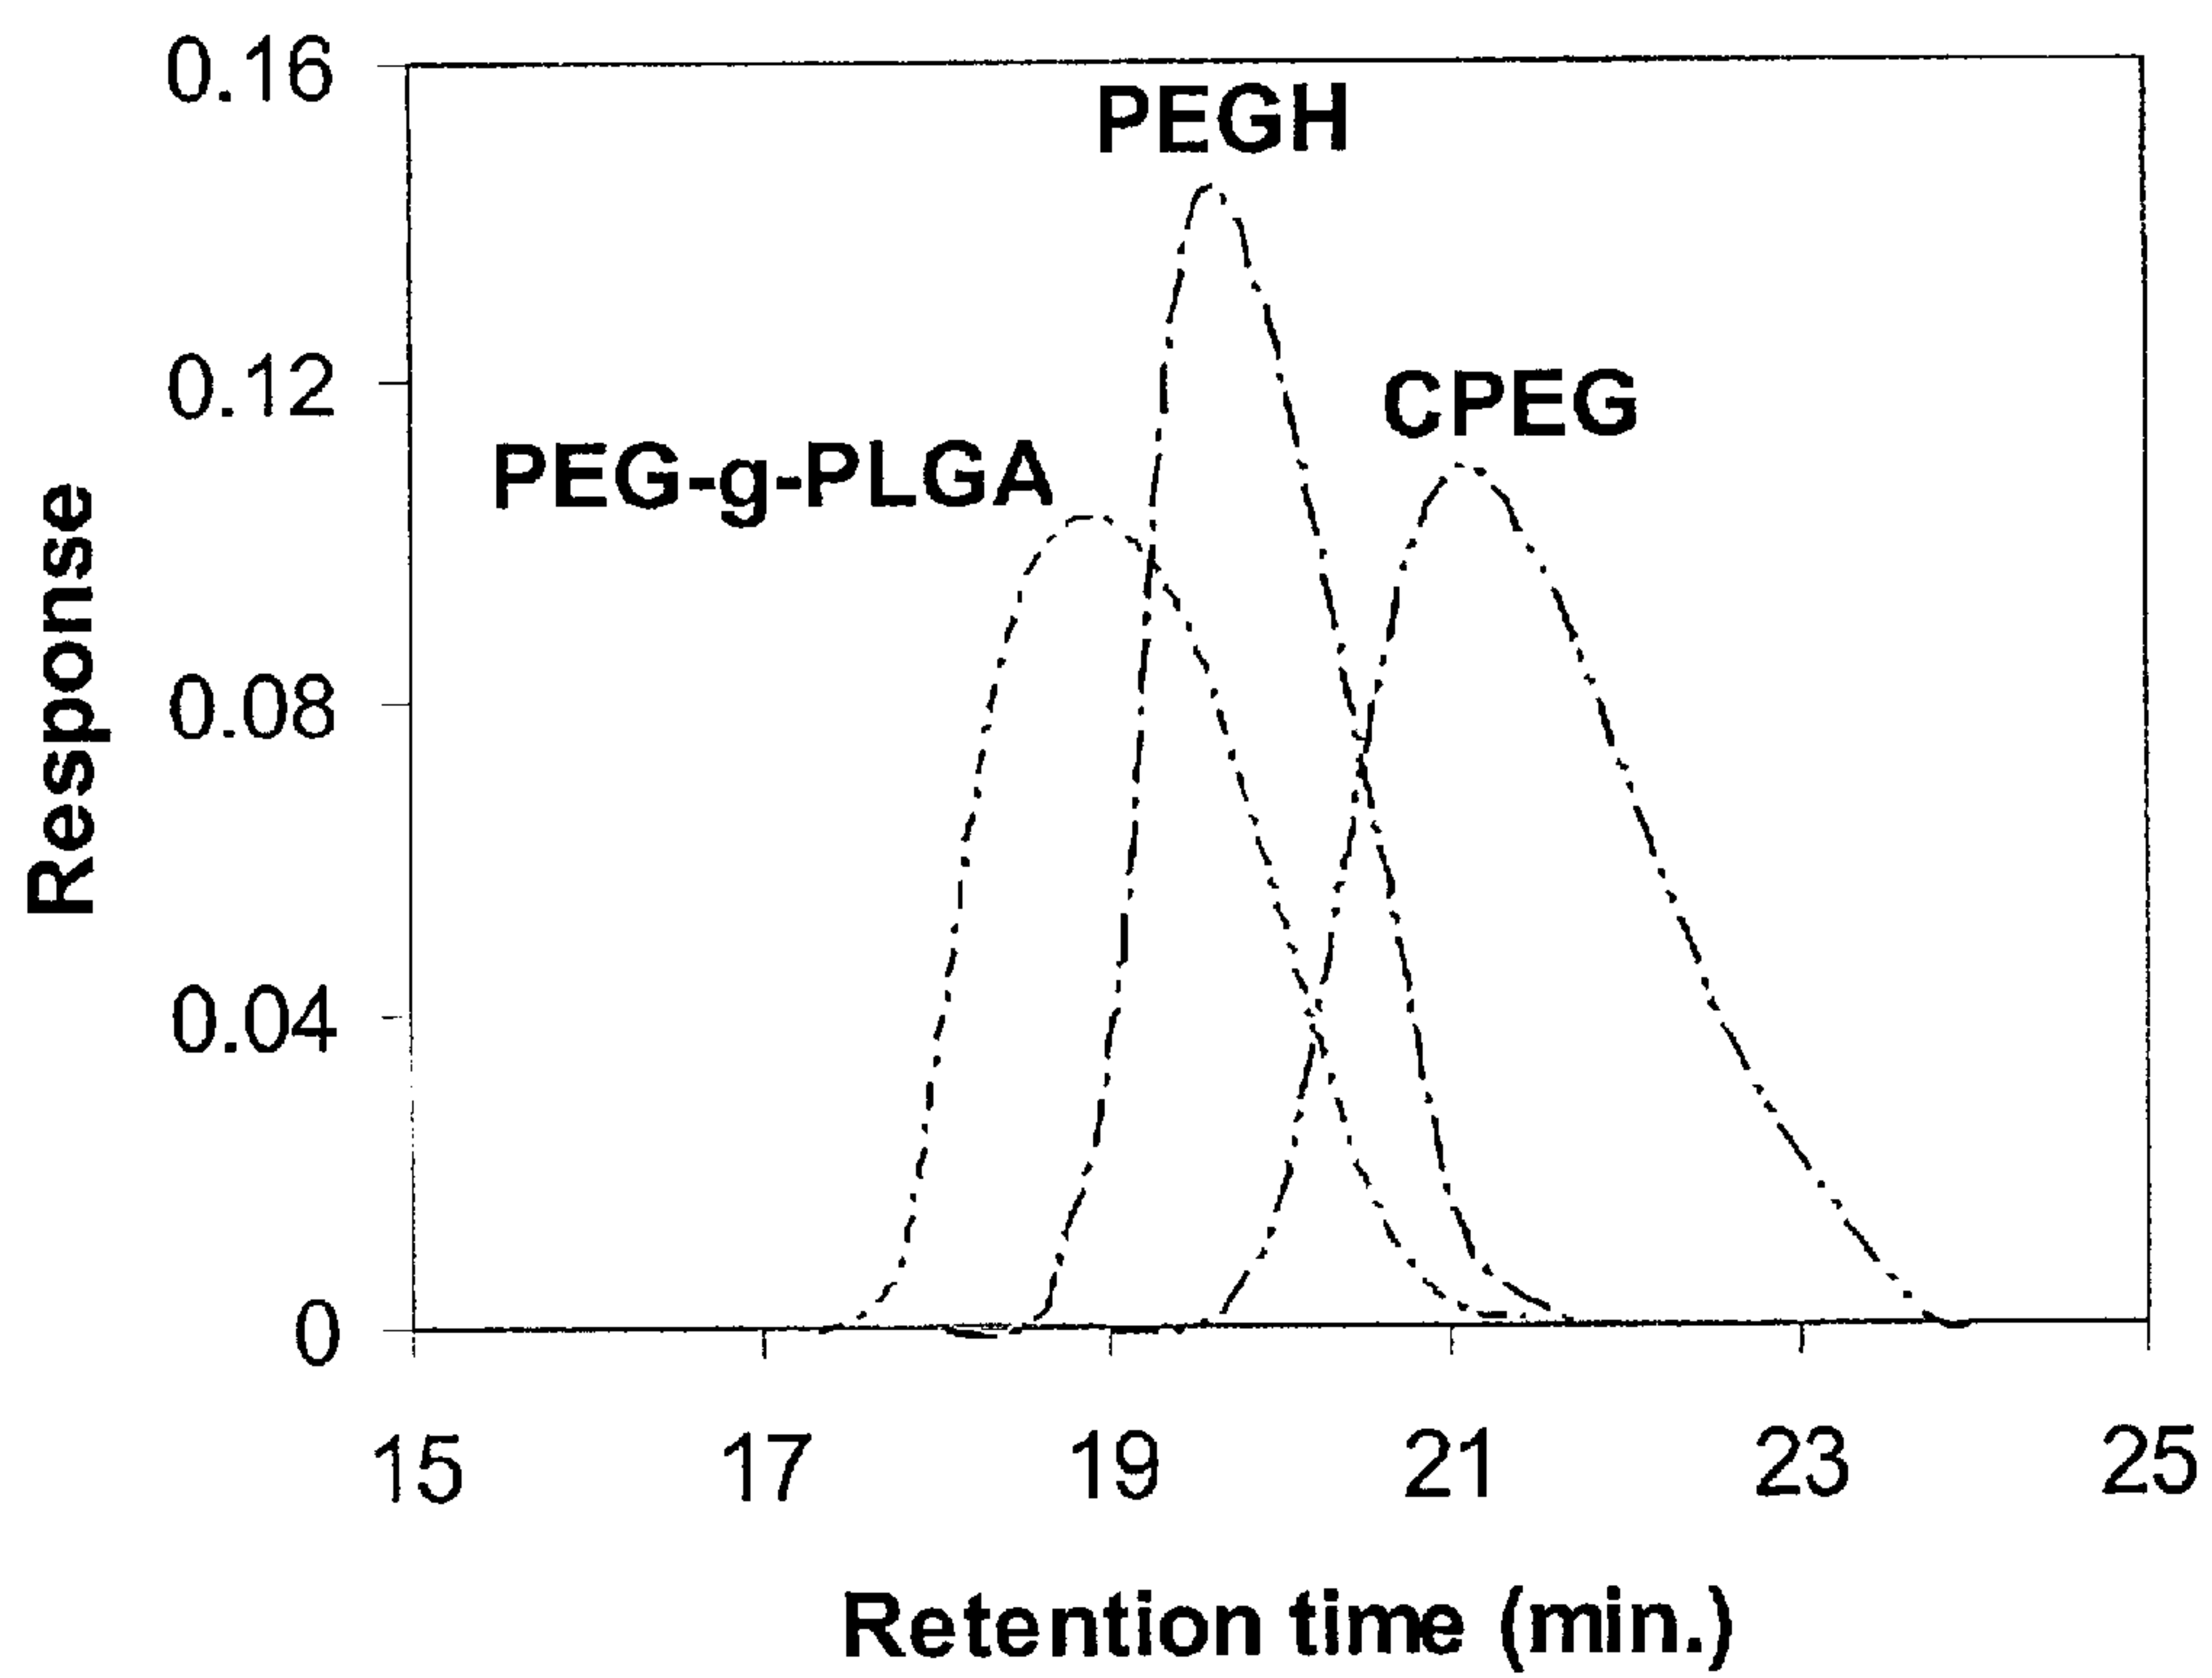 0.16
PEGH
0.12
CPEG
PEG-g-PLGA
0.08
Response
0.04
0
15 17 19 21 23 25
Retention time (min.)